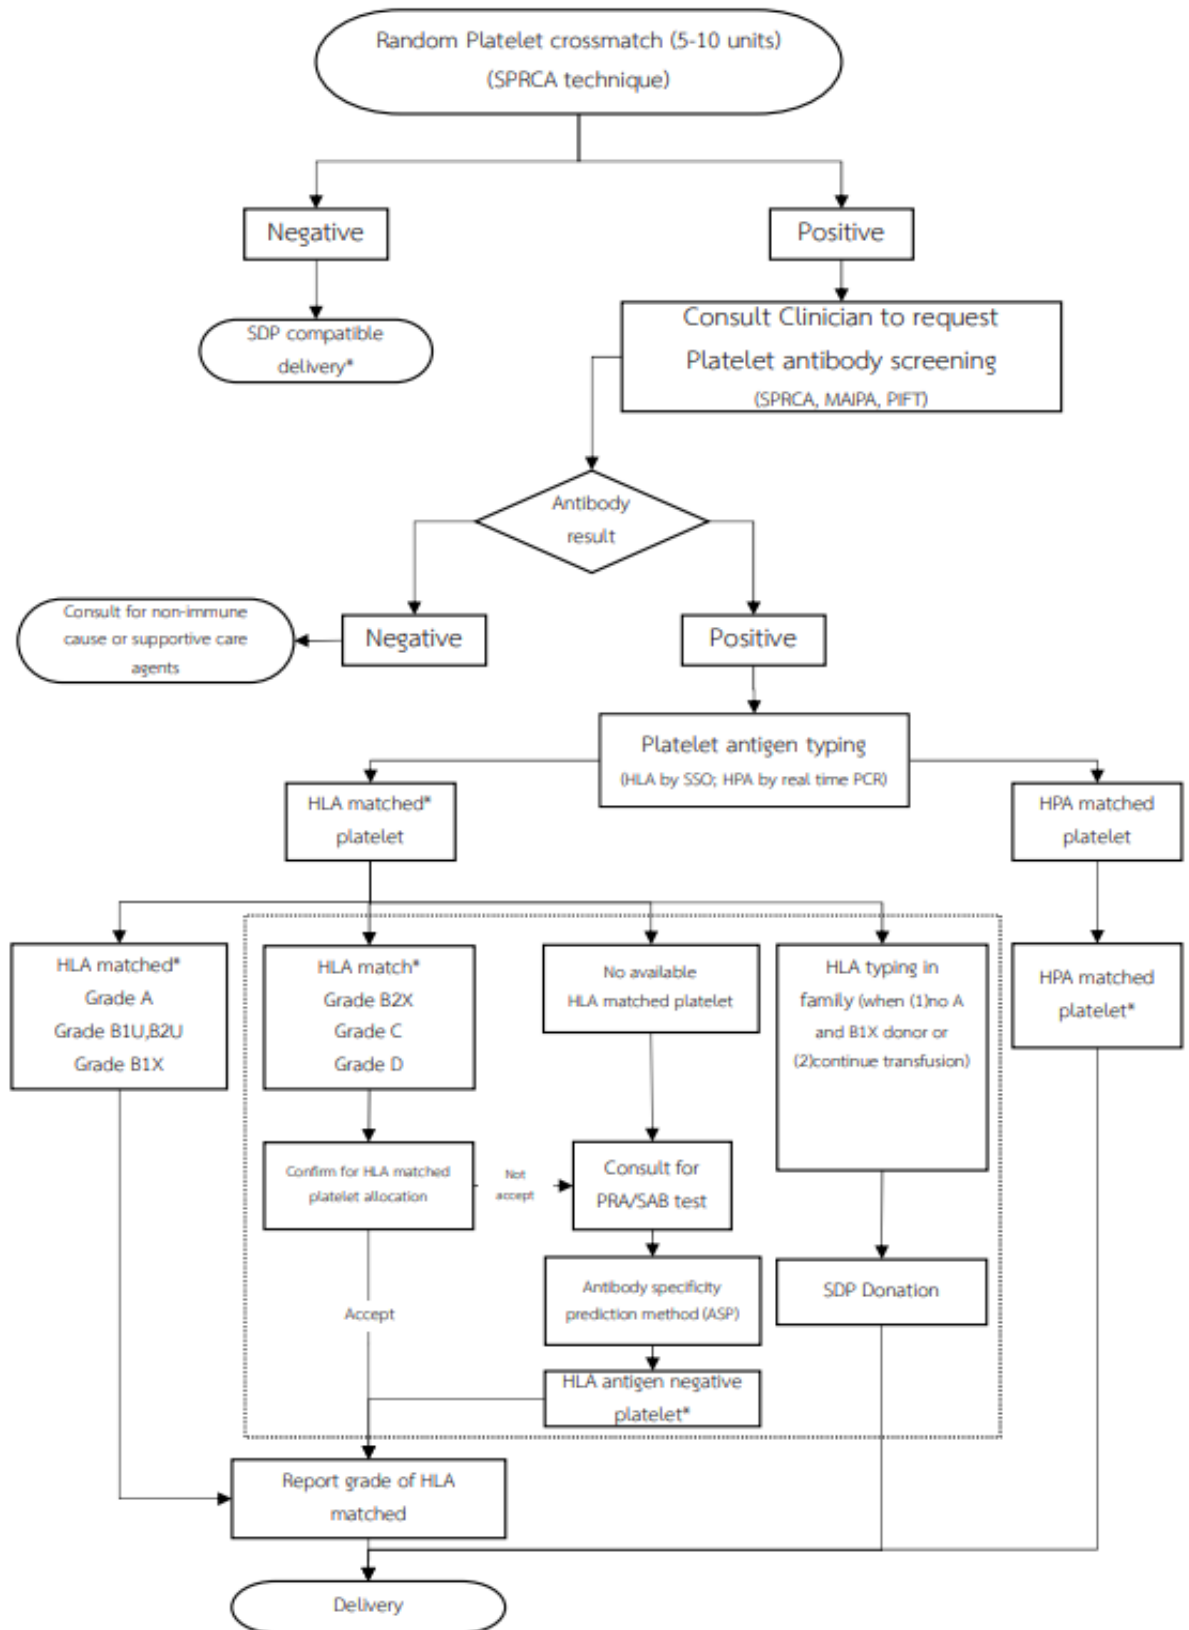 Random Platelet crossmatch (5-10 units)
(SPRCA technique)
Negative
Positive
SDP compatible
delivery*
Consult Clinician to request
Platelet antibody screening
(SPRCA, MAIPA, PIFT)
Antibody
result
Consult for non-immune
cause or supportive care
agents
Negative
Positive
Platelet antigen typing
(HLA by SSO; HPA by real time PCR)
HLA matched*
platelet
HPA matched
platelet
HLA matched*
Grade A
Grade B1U,B2U
Grade B1X
HLA match*
Grade B2X
Grade C
Grade D
No available
HLA matched platelet
HLA typing in
family (when (1)no A
and B1X donor or
(2)continue transfusion)
HPA matched
platelet*
Confirm for HLA matched
platelet allocation
Not
accept
Consult for
PRA/SAB test
Accept
Antibody specificity
prediction method (ASP)
SDP Donation
HLA antigen negative
platelet*
Report grade of HLA
matched
Delivery